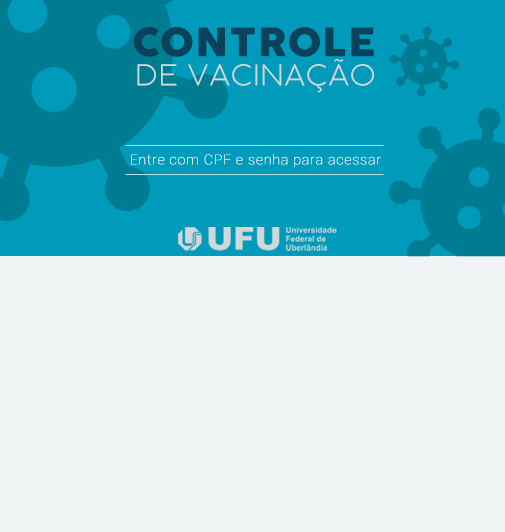 CONTROLE
DE VACINAÇÃO
Entre com CPF e senha para acessar
UFU
Universidade
Federal de
Uberlândia